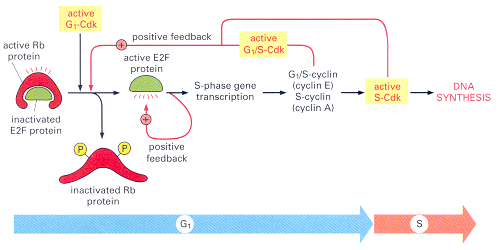 active
G1-Cdk
positive feedback
active
G1/S-Cdk
+
active Rb
protein
active E2F
protein
inactivated
E2F protein
S-phase gene
transcription
G1/S-cyclin
(cyclin E)
S-cyclin
(cyclin A)
active
S-Cdk
DNA
SYNTHESIS
+
positive
feedback
P
P
inactivated Rb
protein
G1
S